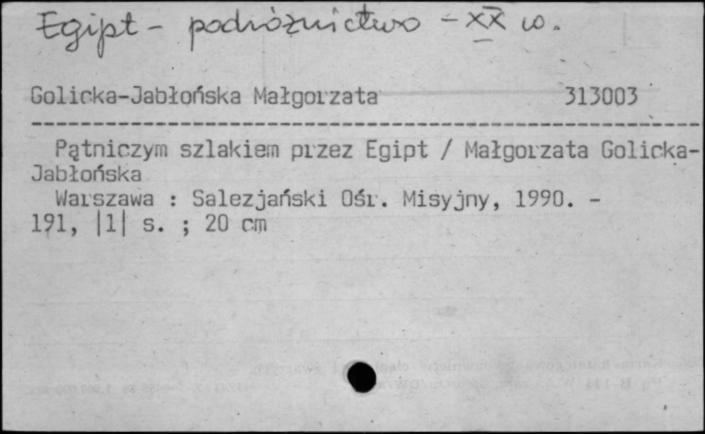 Egipt - podróżnictwo - XX w.
Golicka-Jabłońska Małgorzata 313003
Pątniczym szlakiem przez Egipt / Małgorzata Golicka-
Jabłońska
Warszawa : Salezjański Ośr. Misyjny, 1990. -
191, |1| s. ; 20 cm